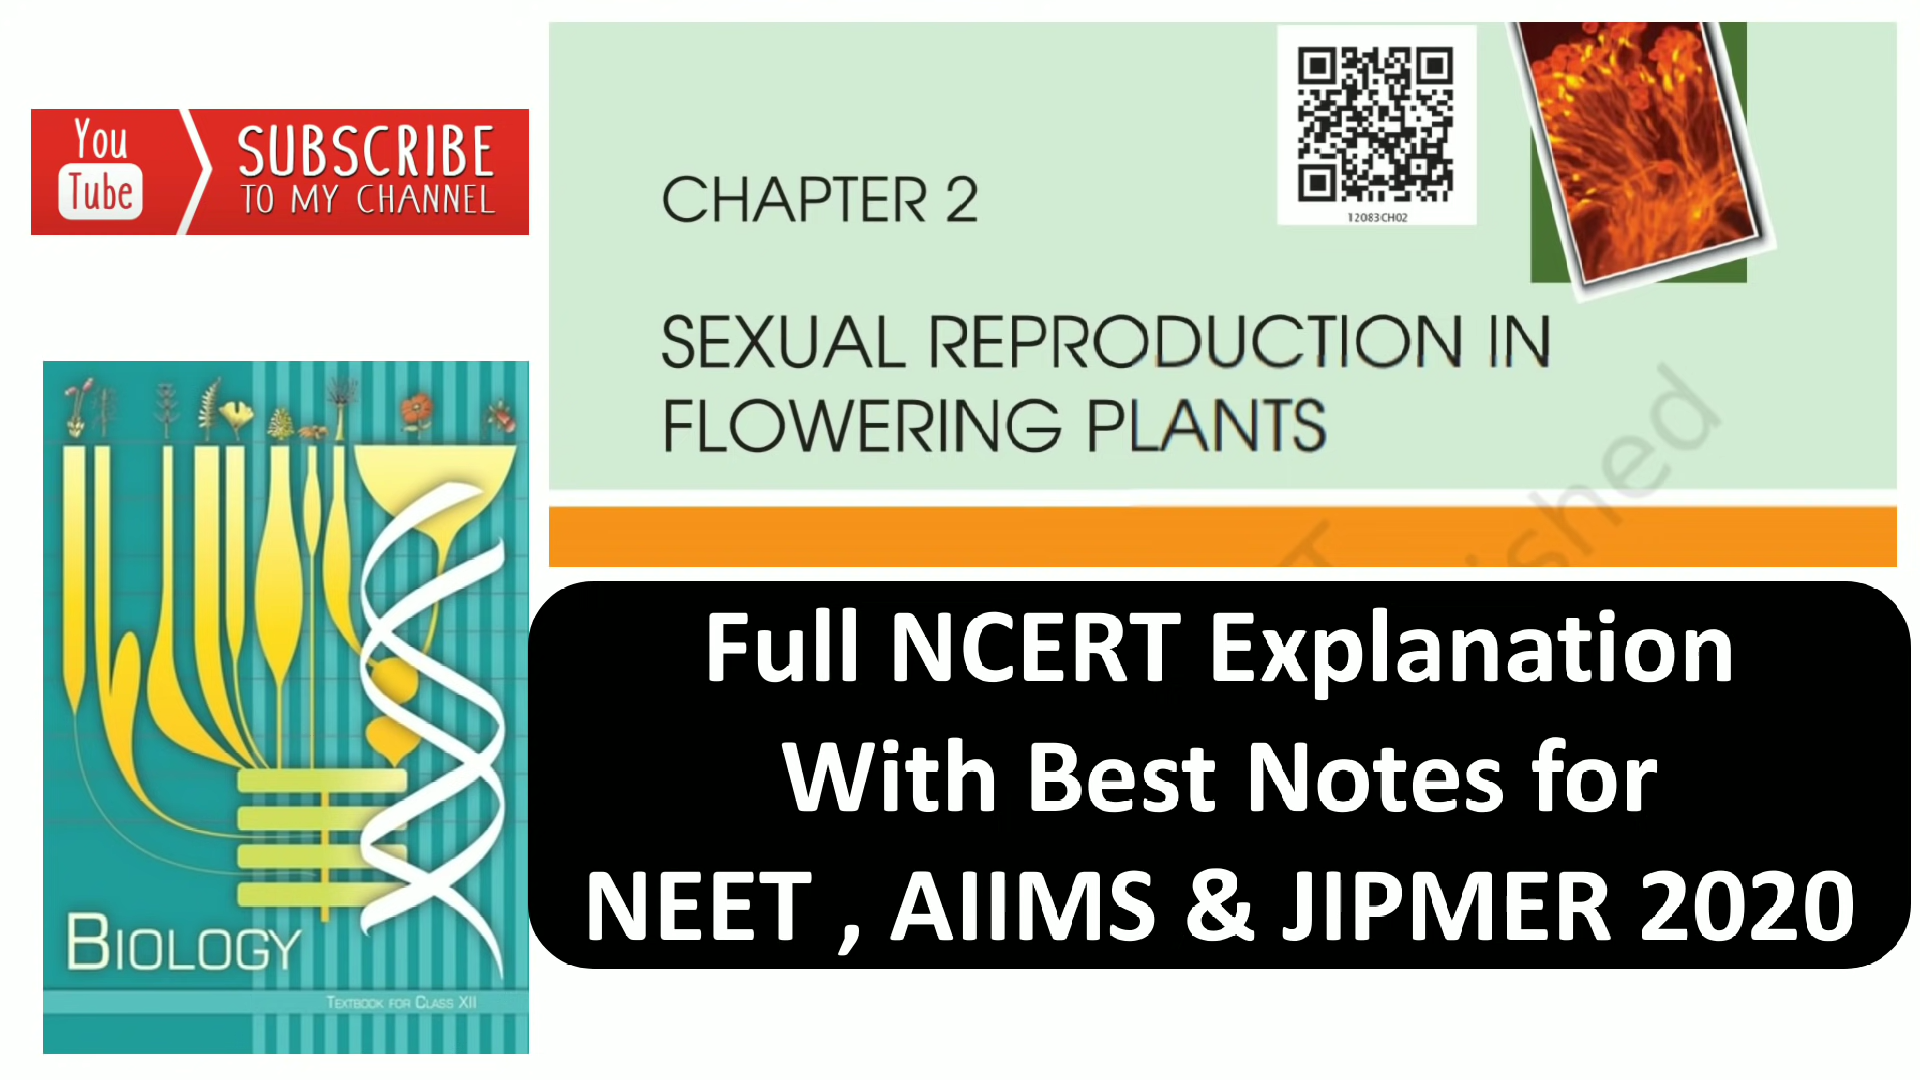 You
Tube
SUBSCRIBE
TO MY CHANNEL
CHAPTER 2
12083CH02
SEXUAL REPRODUCTION IN
FLOWERING PLANTS
shed
BIOLOGY
TEXTBOOK FOR CLASS XII
Full NCERT Explanation
With Best Notes for
NEET , AIIMS & JIPMER 2020